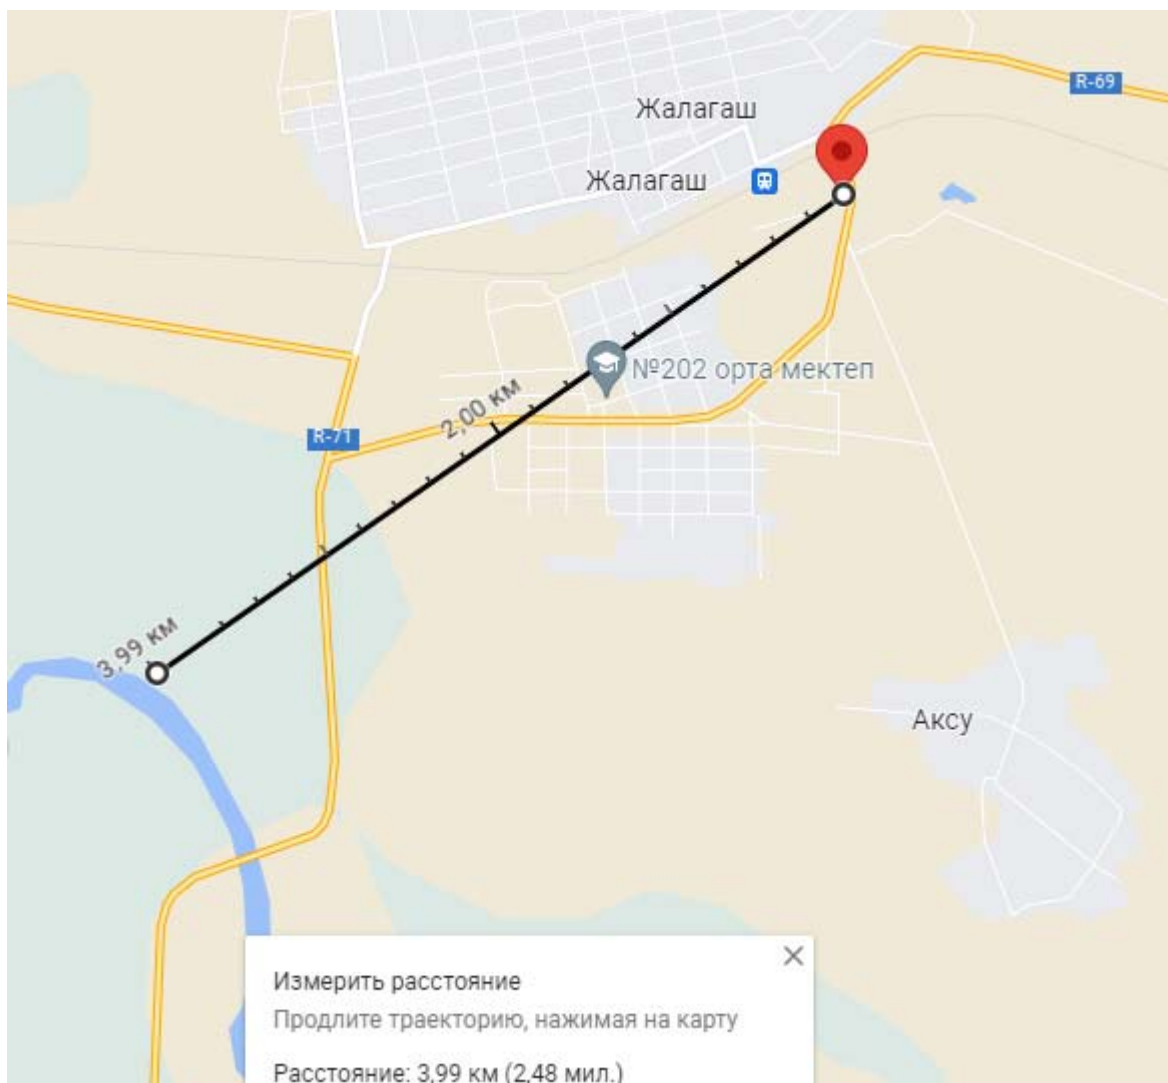 R-69
Жалагаш
Жалагаш
№202 орта мектеп
2,00 км
R-71
3,99 км
Аксу
Измерить расстояние
Продлите траекторию, нажимая на карту
Расстояние: 3,99 км (2,48 мил.)